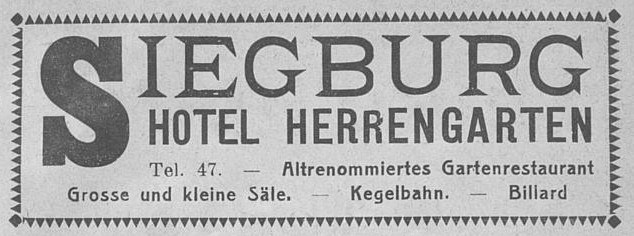 SIEGBURG
HOTEL HERRENGARTEN
Tel. 47. — Altrenommiertes Gartenrestaurant
Grosse und kleine Säle. — Kegelbahn. — Billard